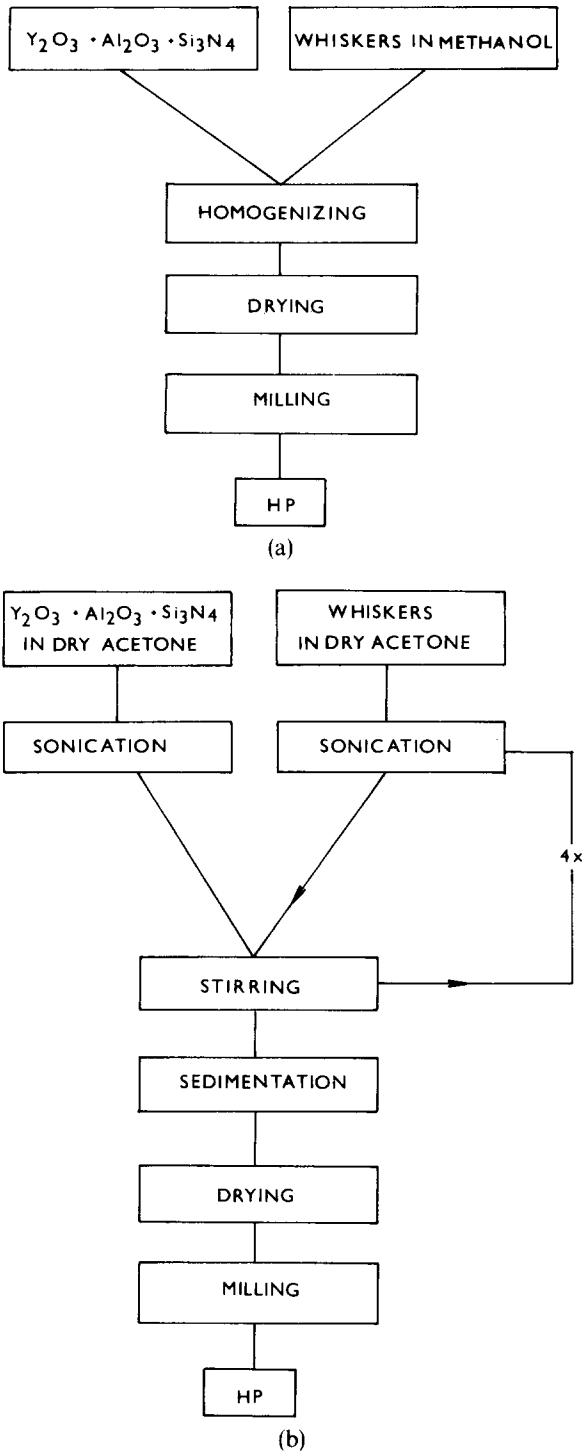 Y₂O₃ + Al₂O₃ + Si₃N₄
WHISKERS IN METHANOL
HOMOGENIZING
DRYING
MILLING
HP
(a)
Y₂O₃ + Al₂O₃ + Si₃N₄
IN DRY ACETONE
WHISKERS
IN DRY ACETONE
SONICATION
SONICATION
4x
STIRRING
SEDIMENTATION
DRYING
MILLING
HP
(b)